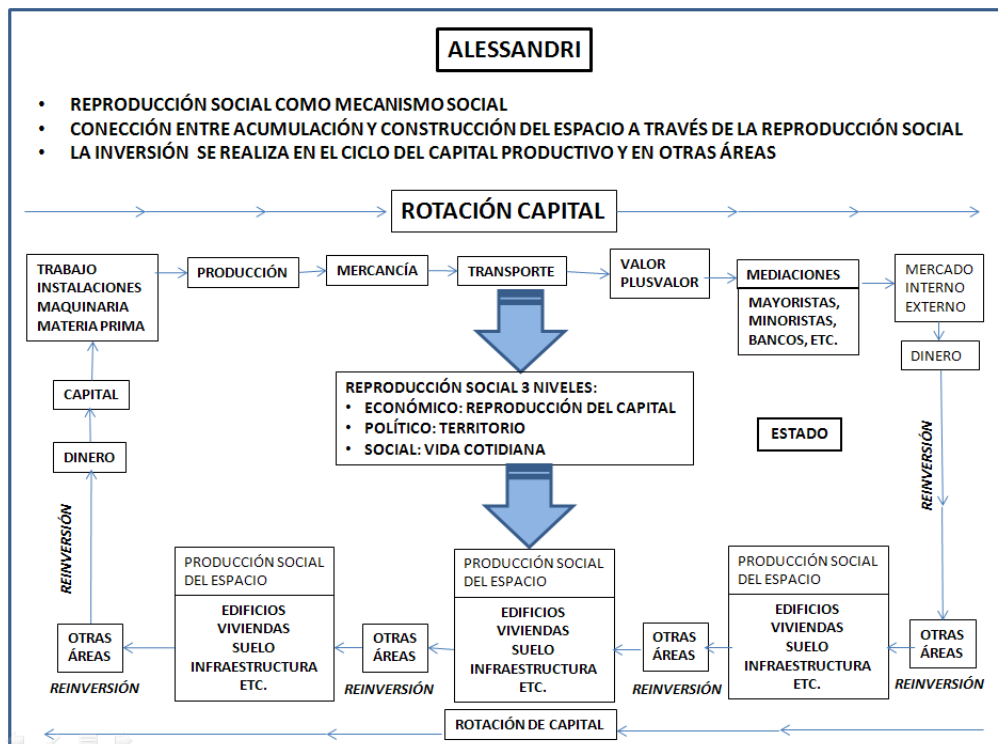 ALESSANDRI
• REPRODUCCIÓN SOCIAL COMO MECANISMO SOCIAL
• CONECCIÓN ENTRE ACUMULACIÓN Y CONSTRUCCIÓN DEL ESPACIO A TRAVÉS DE LA REPRODUCCIÓN SOCIAL
• LA INVERSIÓN SE REALIZA EN EL CICLO DEL CAPITAL PRODUCTIVO Y EN OTRAS ÁREAS
ROTACIÓN CAPITAL
TRABAJO
INSTALACIONES
MAQUINARIA
MATERIA PRIMA
PRODUCCIÓN
MERCANCÍA
TRANSPORTE
VALOR
PLUSVALOR
MEDIACIONES
MAYORISTAS,
MINORISTAS,
BANCOS, ETC.
MERCADO
INTERNO
EXTERNO
DINERO
CAPITAL
DINERO
REPRODUCCIÓN SOCIAL 3 NIVELES:
• ECONÓMICO: REPRODUCCIÓN DEL CAPITAL
• POLÍTICO: TERRITORIO
• SOCIAL: VIDA COTIDIANA
ESTADO
REINVERSIÓN
REINVERSIÓN
PRODUCCIÓN SOCIAL
DEL ESPACIO
EDIFICIOS
VIVIENDAS
SUELO
INFRAESTRUCTURA
ETC.
PRODUCCIÓN SOCIAL
DEL ESPACIO
EDIFICIOS
VIVIENDAS
SUELO
INFRAESTRUCTURA
ETC.
PRODUCCIÓN SOCIAL
DEL ESPACIO
EDIFICIOS
VIVIENDAS
SUELO
INFRAESTRUCTURA
ETC.
OTRAS
ÁREAS
REINVERSIÓN
OTRAS
ÁREAS
REINVERSIÓN
OTRAS
ÁREAS
REINVERSIÓN
OTRAS
ÁREAS
REINVERSIÓN
ROTACIÓN DE CAPITAL